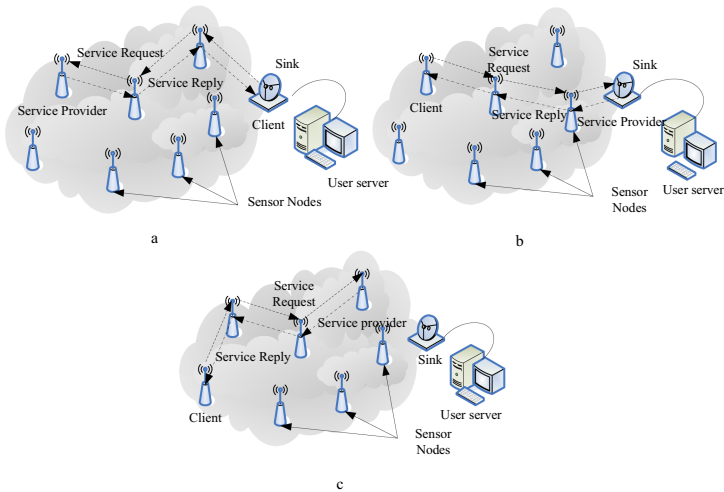 Service Request
Service Reply
Service Provider
Sink
Client
User server
Sensor Nodes
a
Service
Request
Sink
Client
Service Reply
Service Provider
User server
Sensor
Nodes
b
Service
Request
Service provider
Service Reply
Sink
Client
User server
Sensor
Nodes
c